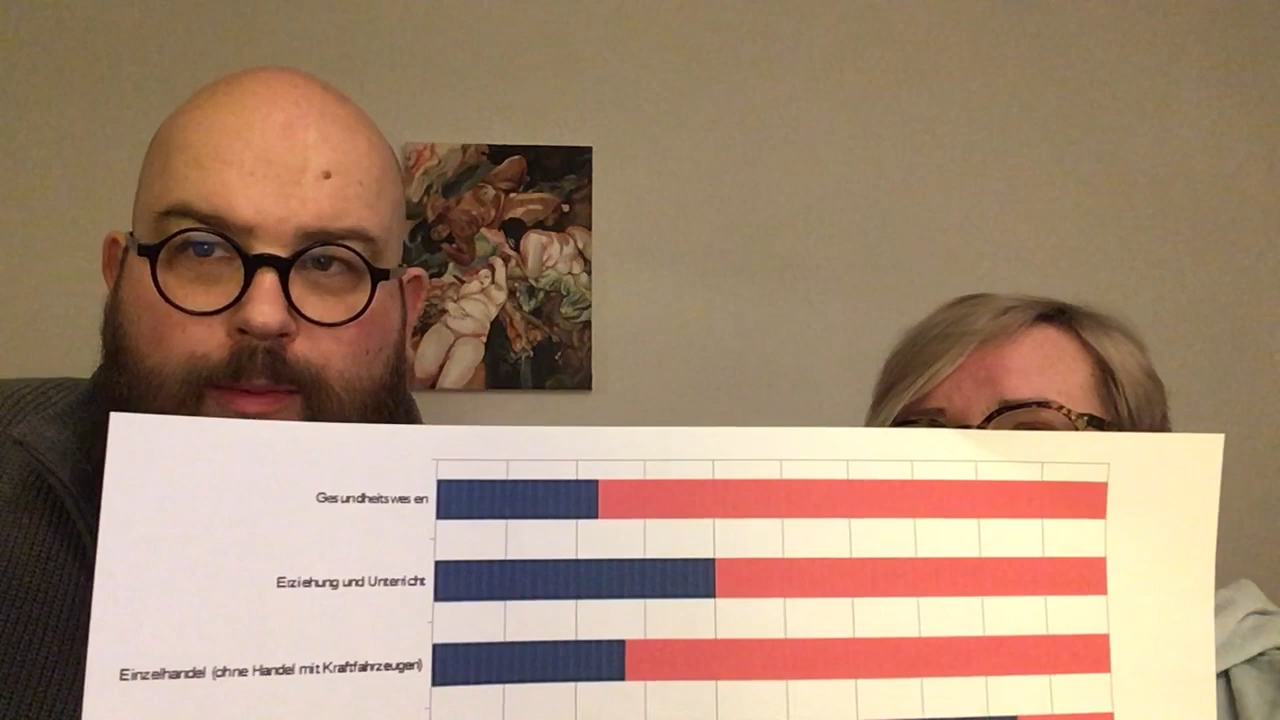 Gesundheitswesen
Erziehung und Unterricht
Einzelhandel (ohne Handel mit Kraftfahrzeugen)